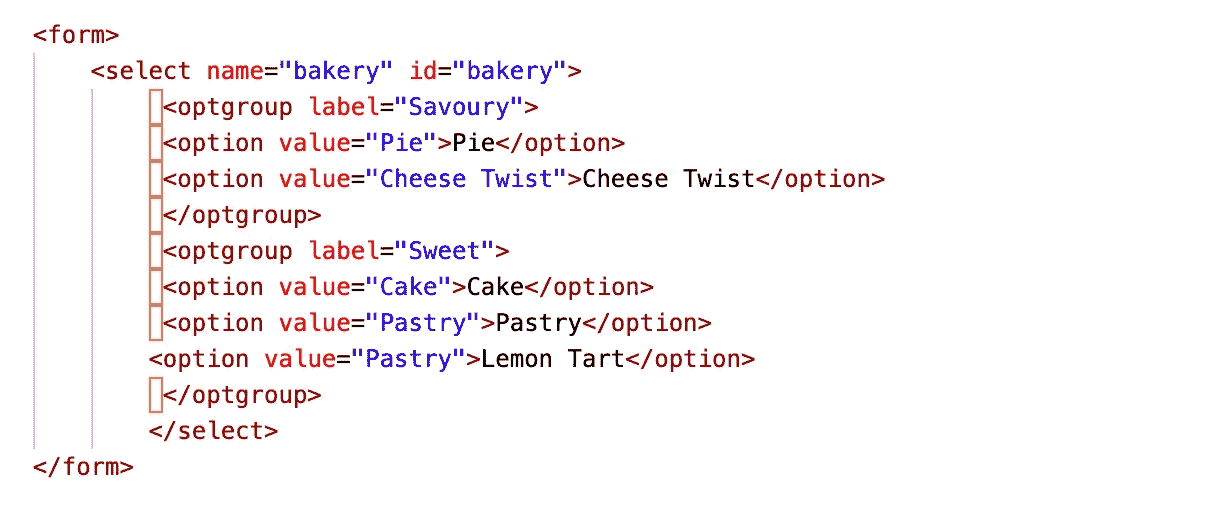 <form>
<select name="bakery" id="bakery">
<optgroup label="Savoury">
<option value="Pie">Pie</option>
<option value="Cheese Twist">Cheese Twist</option>
</optgroup>
<optgroup label="Sweet">
<option value="Cake">Cake</option>
<option value="Pastry">Pastry</option>
<option value="Pastry">Lemon Tart</option>
</optgroup>
</select>
</form>